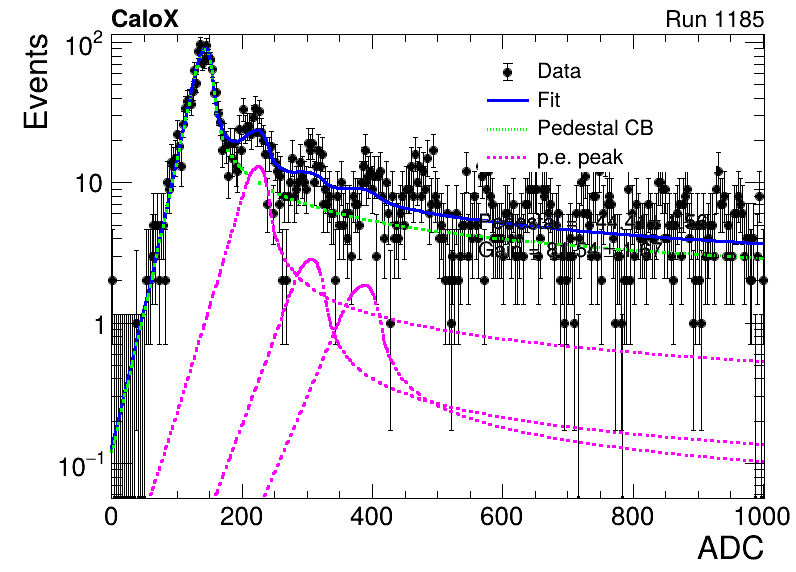 CaloX Run 1185
Events
10²
10
1
10⁻¹
Data
Fit
Pedestal CB
p.e. peak
0 200 400 600 800 1000
ADC